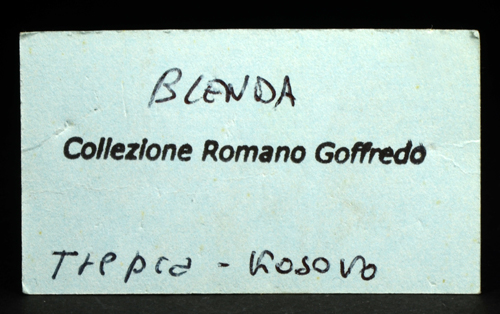 BLENDA
Collezione Romano Goffredo
Trepca - Kosovo